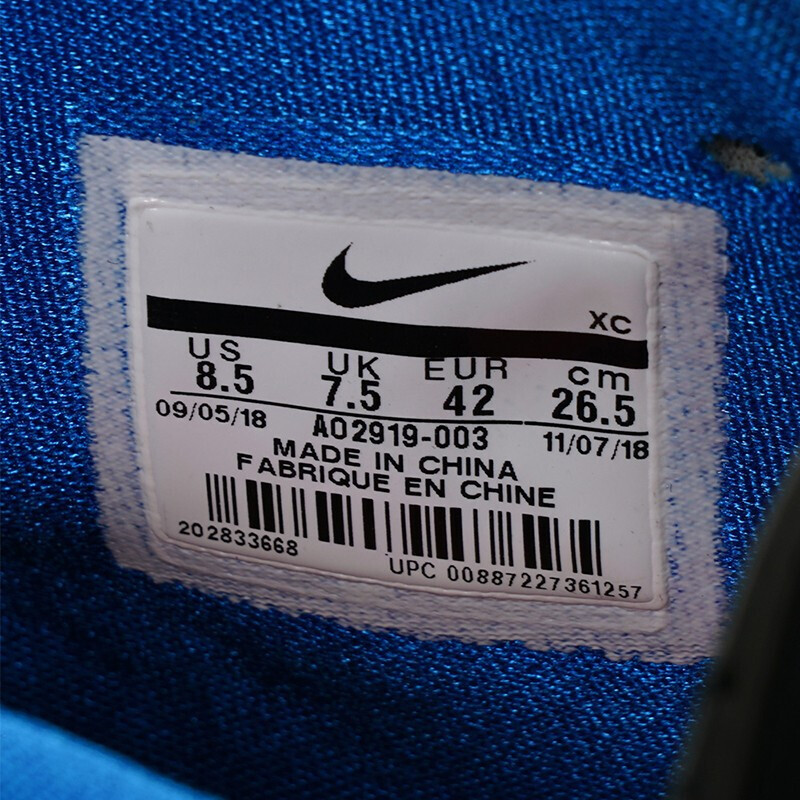 XC
US UK EUR cm
8.5 7.5 42 26.5
09/05/18 AO2919-003 11/07/18
MADE IN CHINA
FABRIQUE EN CHINE
202833668
UPC 00887227361257